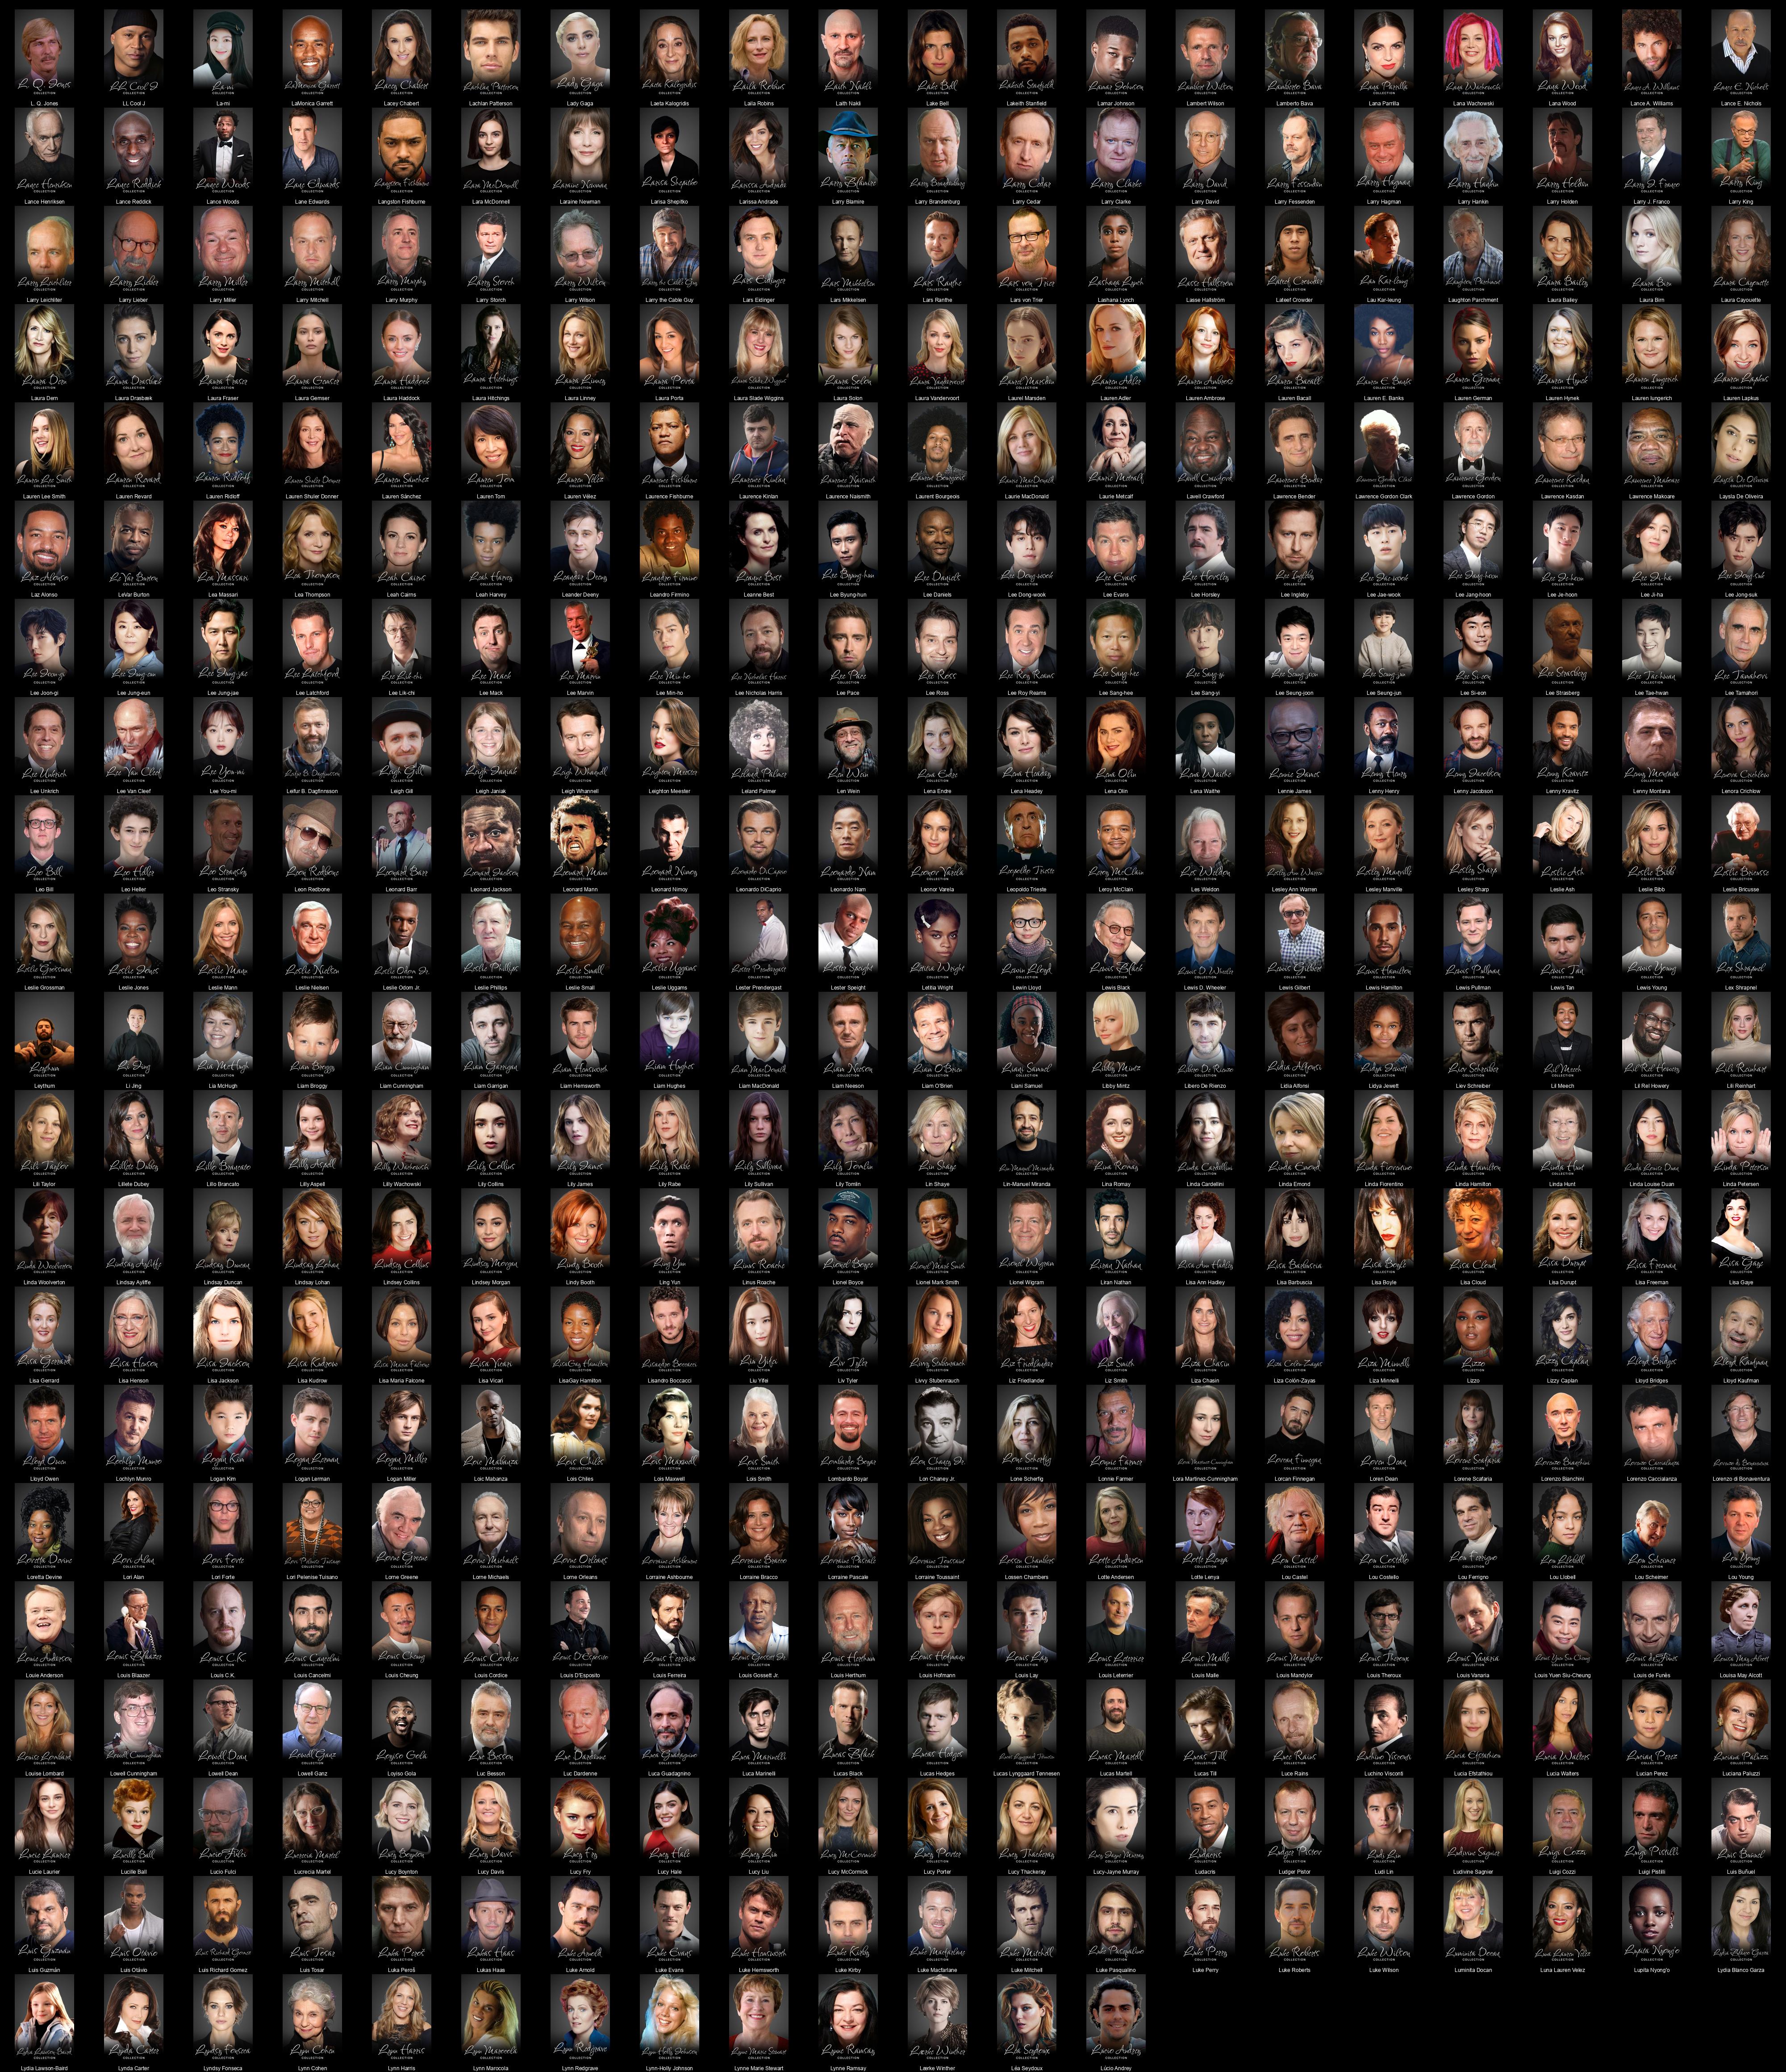 L. Q. Jones LL Cool J La-mi LaMonica Garrett Lacey Chabert Lachlan Patterson Lady Gaga Laeta Kalogridis Laila Robins Laith Nakli Lake Bell Lakeith Stanfield Lamar Johnson Lambert Wilson Lamberto Bava Lana Parrilla Lana Wachowski Lana Wood Lance A. Williams Lance E. Nichols
Lance Henriksen Lance Reddick Lance Woods Lane Edwards Langston Fishburne Lara McDonnell Laraine Newman Larisa Shepitko Larissa Andrade Larry Blamire Larry Brandenburg Larry Cedar Larry Clarke Larry David Larry Fessenden Larry Hagman Larry Hankin Larry Holden Larry J. Franco Larry King
Larry Leichliter Larry Lieber Larry Miller Larry Mitchell Larry Murphy Larry Storch Larry Wilson Larry the Cable Guy Lars Eidinger Lars Mikkelsen Lars Ranthe Lars von Trier Lashana Lynch Lasse Hallström Lateef Crowder Lau Kar-leung Laughton Parchment Laura Bailey Laura Birn Laura Cayouette
Laura Dern Laura Drasbæk Laura Fraser Laura Gemser Laura Haddock Laura Hitchings Laura Linney Laura Porta Laura Slade Wiggins Laura Solon Laura Vandervoort Laurel Marsden Lauren Adler Lauren Ambrose Lauren Bacall Lauren E. Banks Lauren German Lauren Hynek Lauren Iungerich Lauren Lapkus
Lauren Lee Smith Lauren Revard Lauren Ridloff Lauren Shuler Donner Lauren Sánchez Lauren Tom Lauren Vélez Laurence Fishburne Laurence Kinlan Laurence Naismith Laurent Bourgeois Laurie MacDonald Laurie Metcalf Lavell Crawford Lawrence Bender Lawrence Gordon Clark Lawrence Gordon Lawrence Kasdan Lawrence Makoare Laysla De Oliveira
Laz Alonso LeVar Burton Lea Massari Lea Thompson Leah Cairns Leah Harvey Leander Deeny Leandro Firmino Leanne Best Lee Byung-hun Lee Daniels Lee Dong-wook Lee Evans Lee Horsley Lee Ingleby Lee Jae-wook Lee Jang-hoon Lee Je-hoon Lee Ji-ha Lee Jong-suk
Lee Joon-gi Lee Jung-eun Lee Jung-jae Lee Latchford Lee Lik-chi Lee Mack Lee Marvin Lee Min-ho Lee Nicholas Harris Lee Pace Lee Ross Lee Roy Reams Lee Sang-hee Lee Sang-yi Lee Seung-joon Lee Seung-jun Lee Si-eon Lee Strasberg Lee Tae-hwan Lee Tamahori
Lee Unkrich Lee Van Cleef Lee You-mi Leifur B. Dagfinnsson Leigh Gill Leigh Janiak Leigh Whannell Leighton Meester Leland Palmer Len Wein Lena Endre Lena Headey Lena Olin Lena Waithe Lennie James Lenny Henry Lenny Jacobson Lenny Kravitz Lenny Montana Lenora Crichlow
Leo Bill Leo Heller Leo Stransky Leon Redbone Leonard Barr Leonard Jackson Leonard Mann Leonard Nimoy Leonardo DiCaprio Leonardo Nam Leonor Varela Leopoldo Trieste Leroy McClain Les Weldon Lesley Ann Warren Lesley Manville Lesley Sharp Leslie Ash Leslie Bibb Leslie Bricusse
Leslie Grossman Leslie Jones Leslie Mann Leslie Nielsen Leslie Odom Jr. Leslie Phillips Leslie Small Leslie Uggams Lester Prendergast Lester Speight Letitia Wright Lewin Lloyd Lewis Black Lewis D. Wheeler Lewis Gilbert Lewis Hamilton Lewis Pullman Lewis Tan Lewis Young Lex Shrapnel
Leythum Li Jing Lia McHugh Liam Broggy Liam Cunningham Liam Garrigan Liam Hemsworth Liam Hughes Liam MacDonald Liam Neeson Liam O'Brien Liani Samuel Libby Mintz Libero De Rienzo Lidia Alfonsi Lidya Jewett Liev Schreiber Lil Meech Lil Rel Howery Lili Reinhart
Lili Taylor Lillete Dubey Lillo Brancato Lilly Aspell Lilly Wachowski Lily Collins Lily James Lily Rabe Lily Sullivan Lily Tomlin Lin Shaye Lin-Manuel Miranda Lina Romay Linda Cardellini Linda Emond Linda Fiorentino Linda Hamilton Linda Hunt Linda Louise Duan Linda Petersen
Linda Woolverton Lindsay Ayliffe Lindsay Duncan Lindsay Lohan Lindsey Collins Lindsey Morgan Lindy Booth Ling Yun Linus Roache Lionel Boyce Lionel Mark Smith Lionel Wigram Liran Nathan Lisa Ann Hadley Lisa Barbuscia Lisa Boyle Lisa Cloud Lisa Durupt Lisa Freeman Lisa Gaye
Lisa Gerrard Lisa Henson Lisa Jackson Lisa Kudrow Lisa Maria Falcone Lisa Vicari LisaGay Hamilton Lisandro Boccacci Liu Yifei Liv Tyler Livvy Stubenrauch Liz Friedlander Liz Smith Liza Chasin Liza Colón-Zayas Liza Minnelli Lizzo Lizzy Caplan Lloyd Bridges Lloyd Kaufman
Lloyd Owen Lochlyn Munro Logan Kim Logan Lerman Logan Miller Loïc Mabanza Lois Chiles Lois Maxwell Lois Smith Lombardo Boyar Lon Chaney Jr. Lone Scherfig Lonnie Farmer Lora Martinez-Cunningham Lorcan Finnegan Loren Dean Lorene Scafaria Lorenzo Bianchini Lorenzo Caccialanza Lorenzo di Bonaventura
Loretta Devine Lori Alan Lori Forte Lori Pelenise Tuisano Lorne Greene Lorne Michaels Lorne Orleans Lorraine Ashbourne Lorraine Bracco Lorraine Pascale Lorraine Toussaint Lossen Chambers Lotte Andersen Lotte Lenya Lou Castel Lou Costello Lou Ferrigno Lou Llobell Lou Scheimer Lou Young
Louie Anderson Louis Blaazer Louis C.K. Louis Cancelmi Louis Cheung Louis Cordice Louis D'Esposito Louis Ferreira Louis Gossett Jr. Louis Herthum Louis Hofmann Louis Lay Louis Leterrier Louis Malle Louis Mandylor Louis Theroux Louis Vanaria Louis Yuen Siu-Cheung Louis de Funès Louisa May Alcott
Louise Lombard Lowell Cunningham Lowell Dean Lowell Ganz Loyiso Gola Luc Besson Luc Dardenne Luca Guadagnino Luca Marinelli Lucas Black Lucas Hedges Lucas Lynggaard Tønnesen Lucas Martell Lucas Till Luce Rains Luchino Visconti Lucia Efstathiou Lucia Walters Lucian Perez Luciana Paluzzi
Lucie Laurier Lucille Ball Lucio Fulci Lucrecia Martel Lucy Boynton Lucy Davis Lucy Fry Lucy Hale Lucy Liu Lucy McCormick Lucy Porter Lucy Thackeray Lucy-Jayne Murray Ludacris Ludger Pistor Ludi Lin Ludivine Sagnier Luigi Cozzi Luigi Pistilli Luis Buñuel
Luis Guzmán Luis Otávio Luis Richard Gomez Luis Tosar Luka Peroš Lukas Haas Luke Arnold Luke Evans Luke Hemsworth Luke Kirby Luke Macfarlane Luke Mitchell Luke Pasqualino Luke Perry Luke Roberts Luke Wilson Luminita Docan Luna Lauren Velez Lupita Nyong'o Lydia Blanco Garza
Lydia Lawson-Baird Lynda Carter Lyndsy Fonseca Lynn Cohen Lynn Harris Lynn Marocola Lynn Redgrave Lynn-Holly Johnson Lynne Marie Stewart Lynne Ramsay Lærke Winther Léa Seydoux Lúcio Andrey